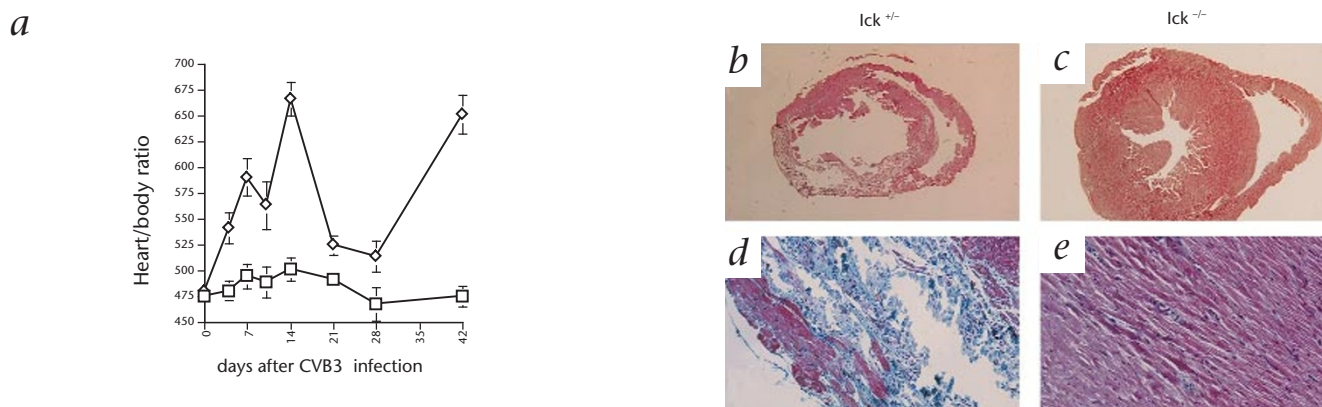 a
Heart/body ratio
700
675
650
625
600
575
550
525
500
475
450
0
7
14
21
28
35
42
days after CVB3 infection
lck +/−
lck −/−
b
c
d
e